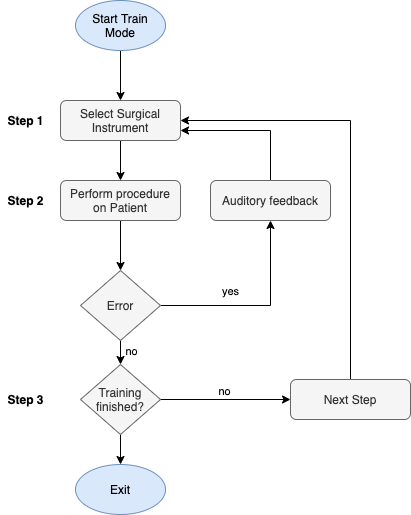 Start Train
Mode
Step 1
Select Surgical
Instrument
Step 2
Perform procedure
on Patient
Auditory feedback
Error
yes
no
Step 3
Training
finished?
no
Next Step
Exit